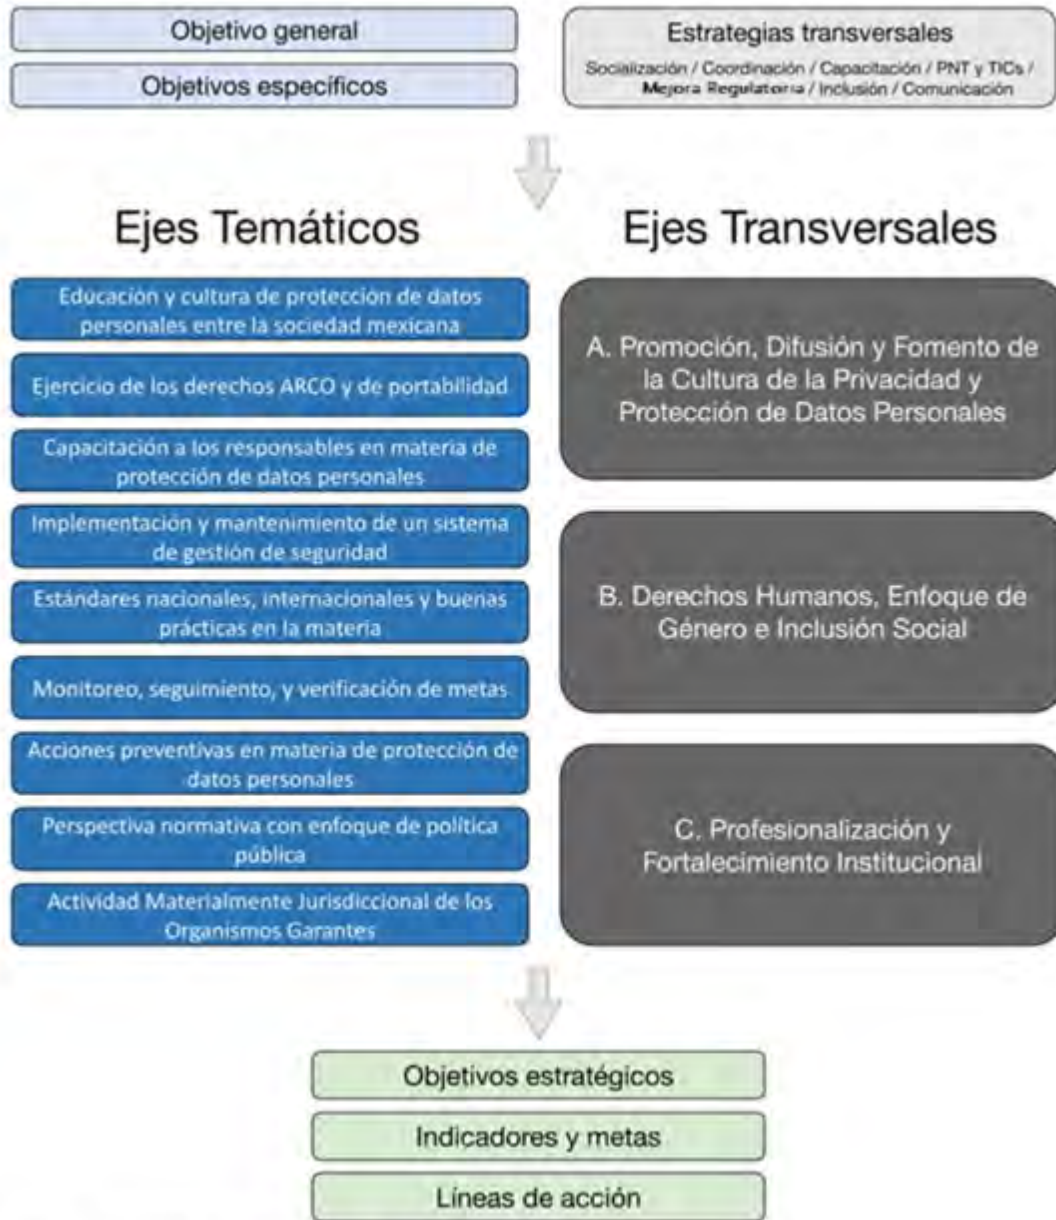 Objetivo general
Objetivos específicos
Estrategias transversales
Socialización / Coordinación / Capacitación / PNT y TICs /
Mejora Regulatoria / Inclusión / Comunicación
Ejes Temáticos
Educación y cultura de protección de datos
personales entre la sociedad mexicana
Ejercicio de los derechos ARCO y de portabilidad
Capacitación a los responsables en materia de
protección de datos personales
Implementación y mantenimiento de un sistema
de gestión de seguridad
Estándares nacionales, internacionales y buenas
prácticas en la materia
Monitoreo, seguimiento, y verificación de metas
Acciones preventivas en materia de protección de
datos personales
Perspectiva normativa con enfoque de política
pública
Actividad Materialmente Jurisdiccional de los
Organismos Garantes
Ejes Transversales
A. Promoción, Difusión y Fomento de
la Cultura de la Privacidad y
Protección de Datos Personales
B. Derechos Humanos, Enfoque de
Género e Inclusión Social
C. Profesionalización y
Fortalecimiento Institucional
Objetivos estratégicos
Indicadores y metas
Líneas de acción